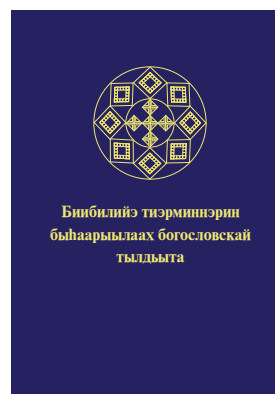 Биибилийэ тиэрминнэрин
быһаарыылаах богословскай
тылдьыта